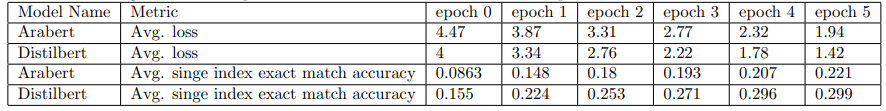 Model Name Metric epoch 0 epoch 1 epoch 2 epoch 3 epoch 4 epoch 5
Arabert Avg. loss 4.47 3.87 3.31 2.77 2.32 1.94
Distilbert Avg. loss 4 3.34 2.76 2.22 1.78 1.42
Arabert Avg. singe index exact match accuracy 0.0863 0.148 0.18 0.193 0.207 0.221
Distilbert Avg. singe index exact match accuracy 0.155 0.224 0.253 0.271 0.296 0.299